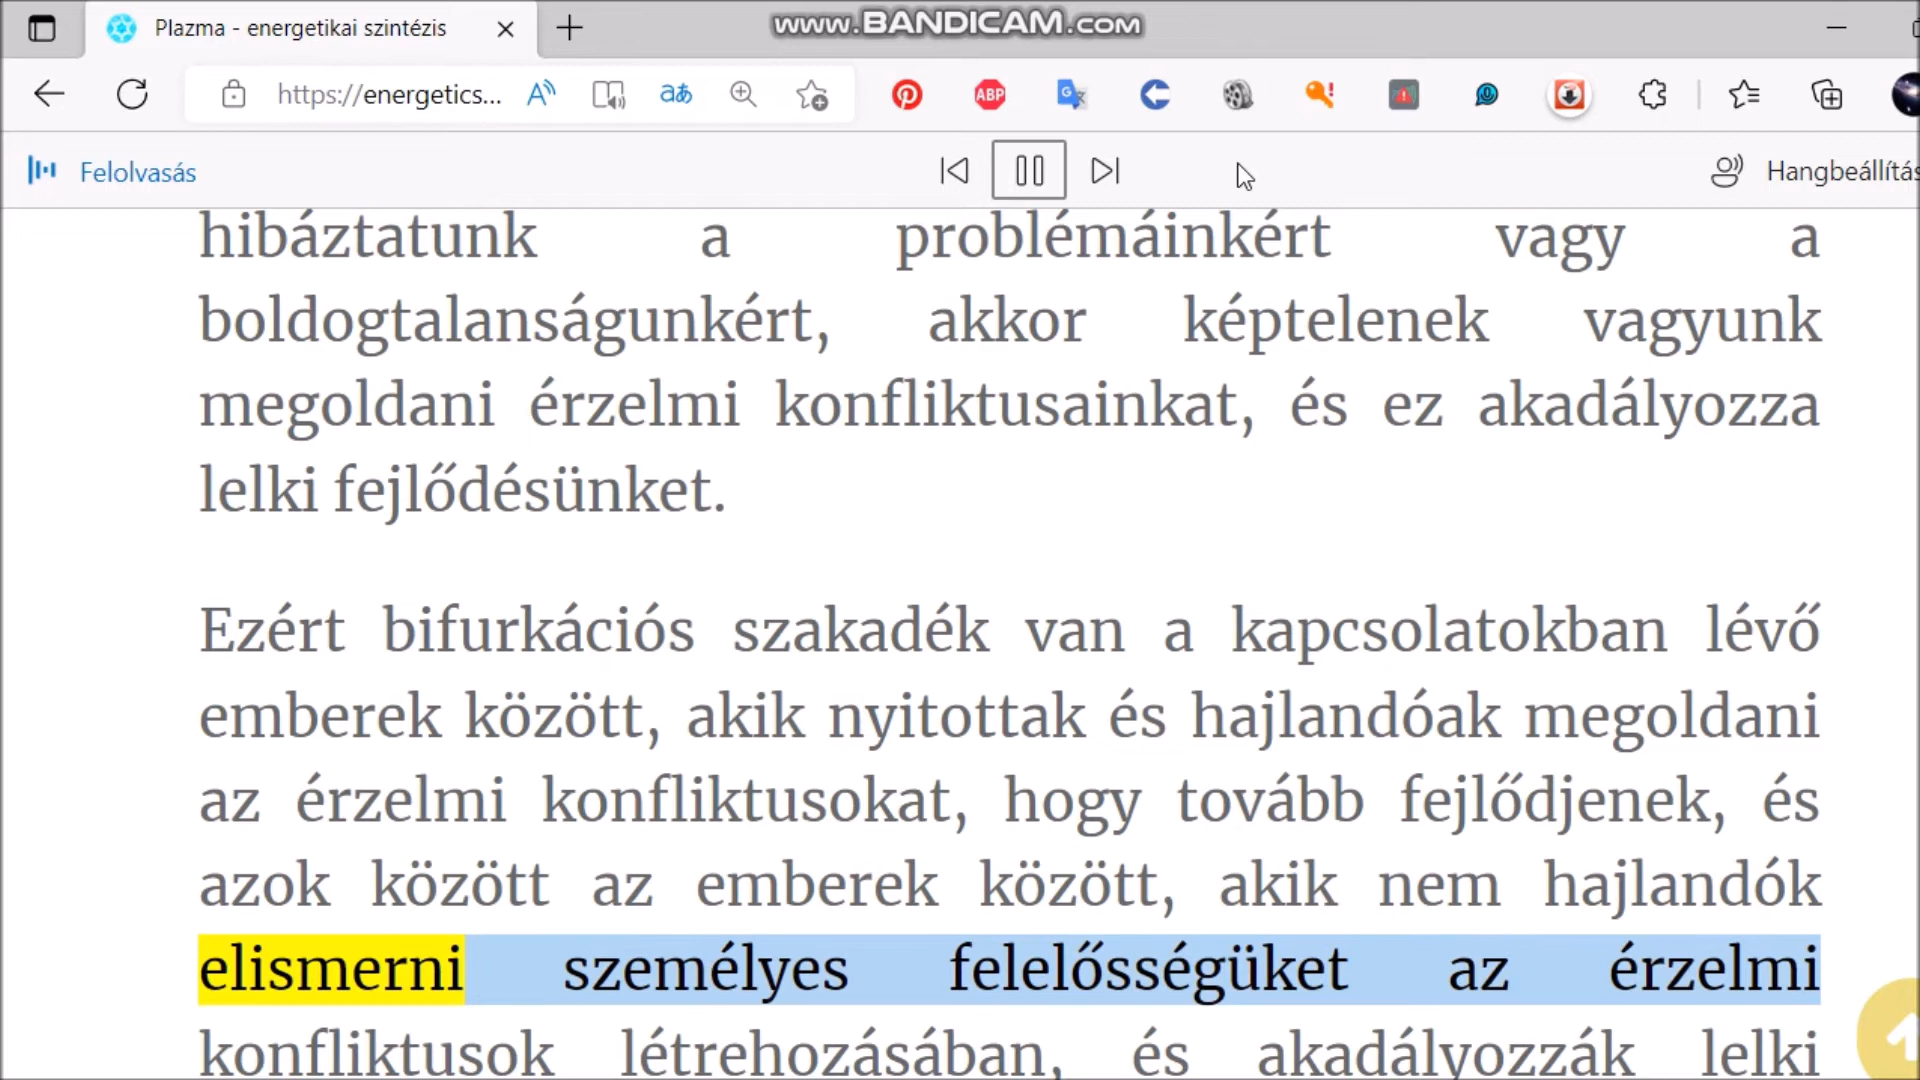 Plazma - energetikai szintézis
www.BANDICAM.com
https://energetics...
Felolvasás
Hangbeállítás
hibáztatunk a problémáinkért vagy a
boldogtalanságunkért, akkor képtelenek vagyunk
megoldani érzelmi konfliktusainkat, és ez akadályozza
lelki fejlődésünket.
Ezért bifurkációs szakadék van a kapcsolatokban lévő
emberek között, akik nyitottak és hajlandóak megoldani
az érzelmi konfliktusokat, hogy tovább fejlődjenek, és
azok között az emberek között, akik nem hajlandók
elismerni személyes felelősségüket az érzelmi
konfliktusok létrehozásában, és akadályozzák lelki